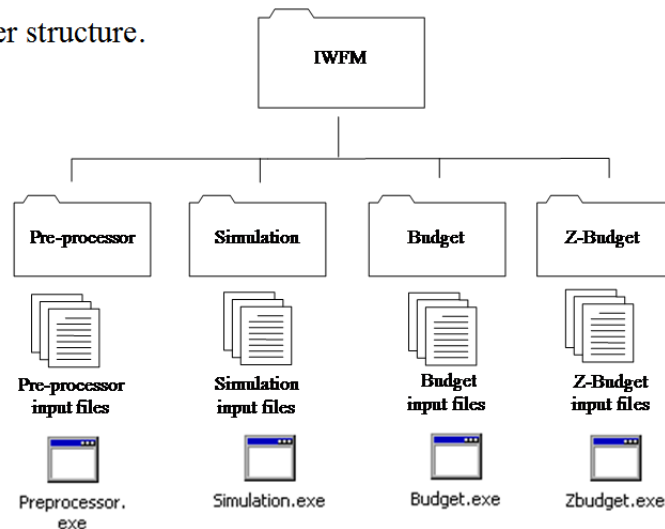 er structure.
IWFM
Pre-processor
Simulation
Budget
Z-Budget
Pre-processor
input files
Simulation
input files
Budget
input files
Z-Budget
input files
Preprocessor.
exe
Simulation.exe
Budget.exe
Zbudget.exe